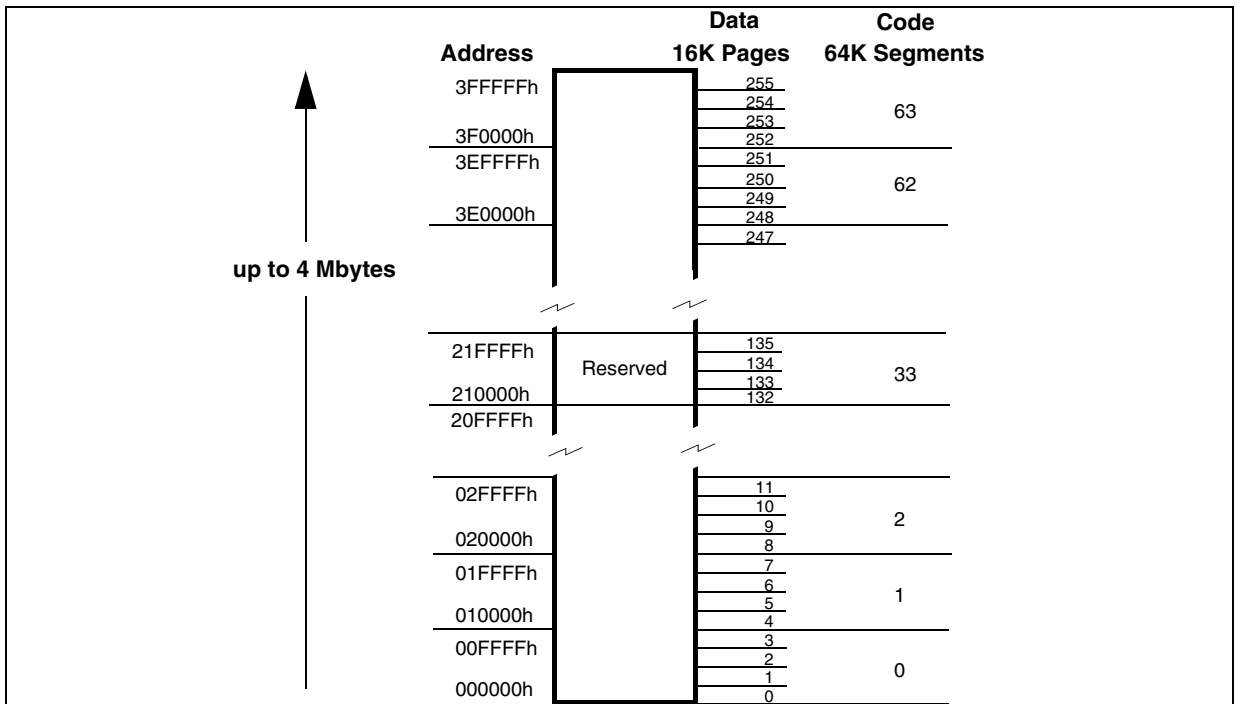 Data Code
Address 16K Pages 64K Segments
3FFFFFh 255
254
253 63
3F0000h 252
3EFFFFh 251
250 62
249
3E0000h 248
247
up to 4 Mbytes
21FFFFh 135
Reserved 134
133 33
210000h 132
20FFFFh
02FFFFh 11
10
9 2
020000h 8
01FFFFh 7
6
5 1
010000h 4
00FFFFh 3
2
1 0
000000h 0